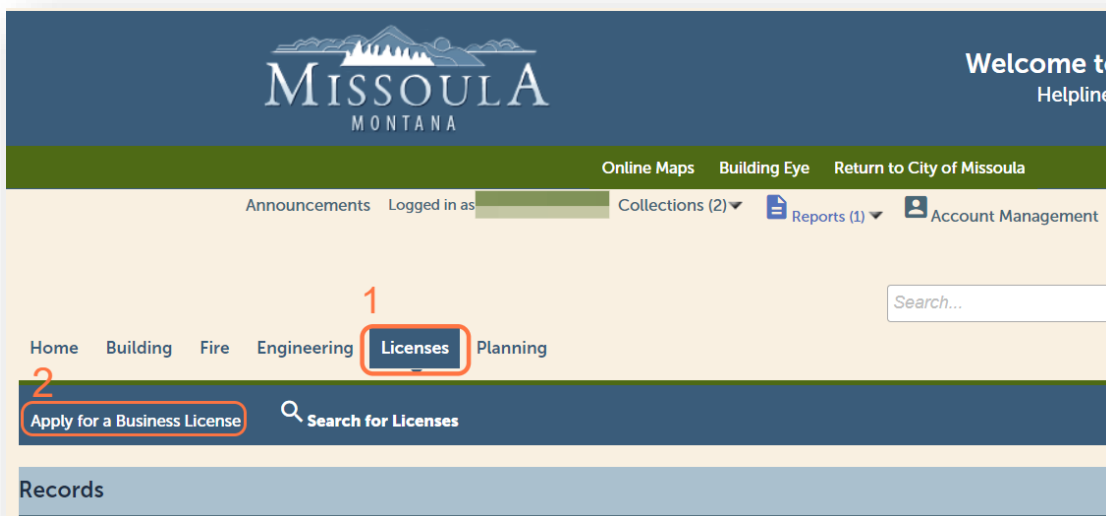 MISSOULA
MONTANA
Welcome to
Helpline
Online Maps Building Eye Return to City of Missoula
Announcements Logged in as Collections (2) Reports (1) Account Management
Search...
1
Home Building Fire Engineering Licenses Planning
2
Apply for a Business License Search for Licenses
Records